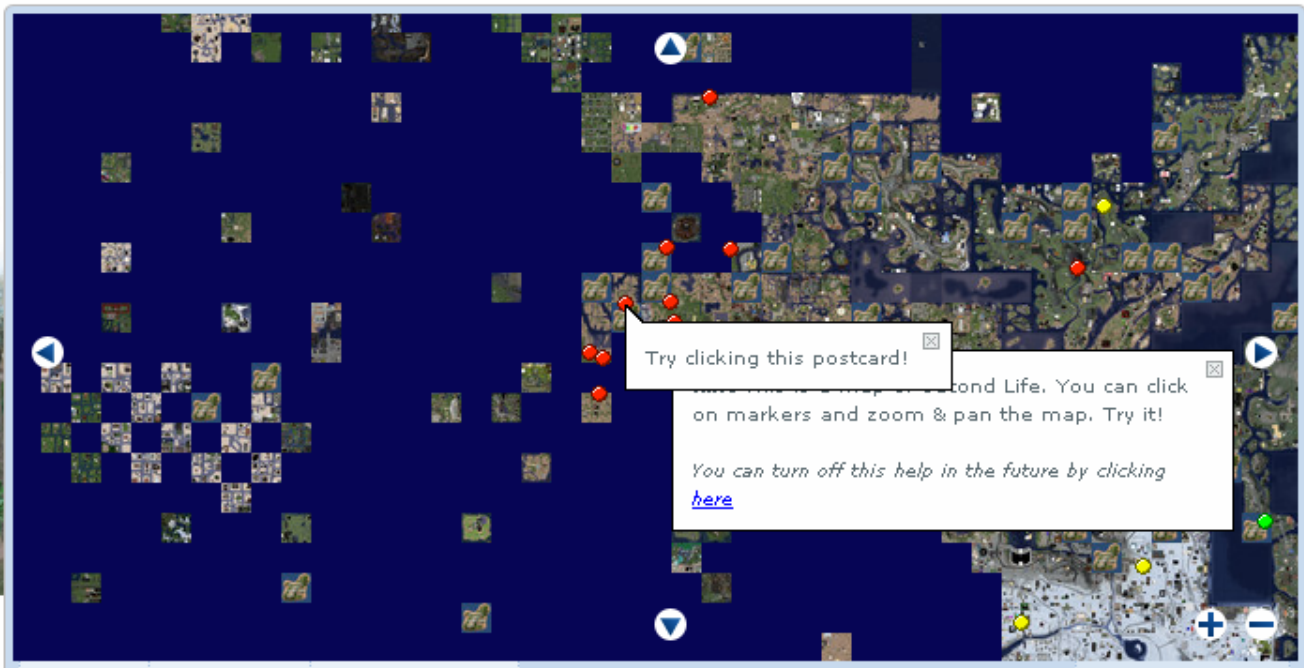 Try clicking this postcard!
This is a map of Second Life. You can click
on markers and zoom & pan the map. Try it!
You can turn off this help in the future by clicking
here